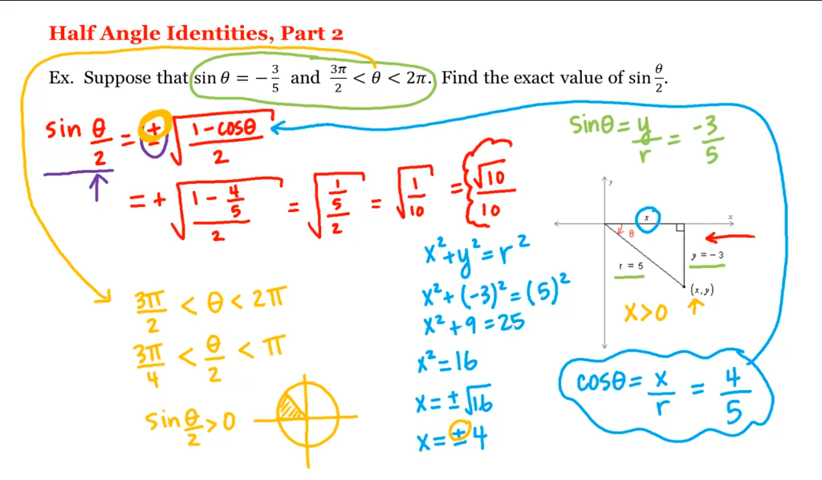 Half Angle Identities, Part 2
Ex. Suppose that sin θ = −3/5 and 3π/2 < θ < 2π. Find the exact value of sin θ/2.
sin θ/2 = ± √((1−cosθ)/2)
= + √((1 − 4/5)/2) = √((1/5)/2) = √(1/10) = √10/10
sinθ = y/r = −3/5
y
x
x
θ
r = 5
y = −3
(x, y)
x>0
x² + y² = r²
x² + (−3)² = (5)²
x² + 9 = 25
x² = 16
x = ± √16
x = ± 4
3π/2 < θ < 2π
3π/4 < θ/2 < π
sin θ/2 > 0
cosθ = x/r = 4/5